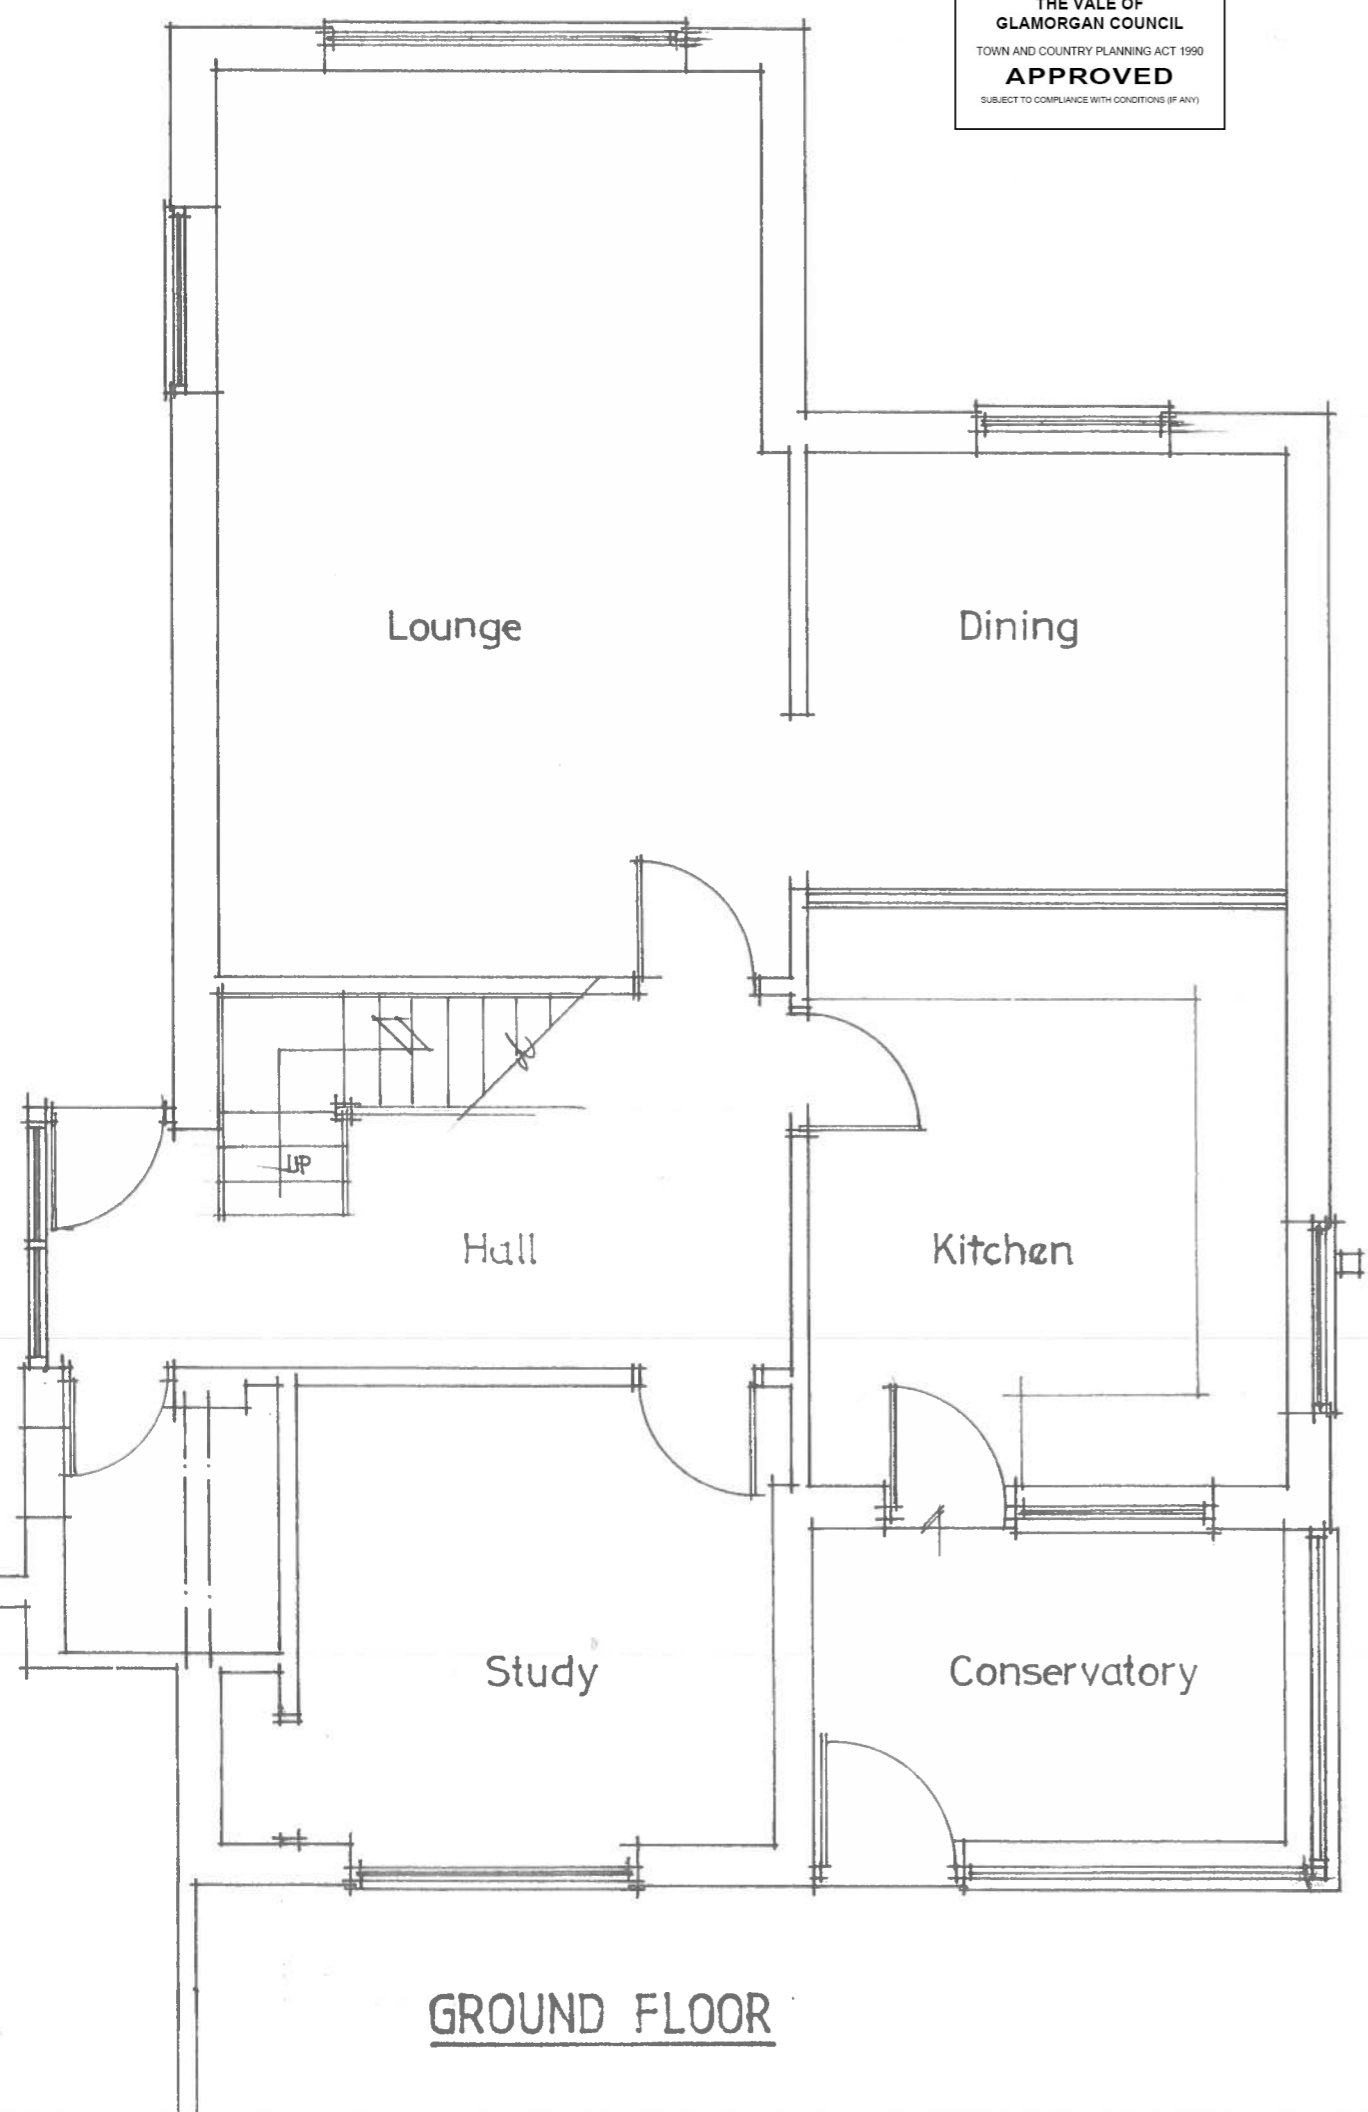 THE VALE OF
GLAMORGAN COUNCIL
TOWN AND COUNTRY PLANNING ACT 1990
APPROVED
SUBJECT TO COMPLIANCE WITH CONDITIONS (IF ANY)
Lounge
Dining
UP
Hall
Kitchen
Study
Conservatory
GROUND FLOOR